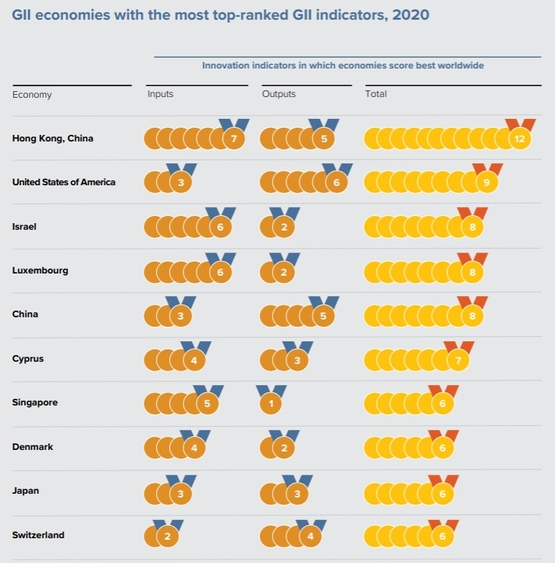 GII economies with the most top-ranked GII indicators, 2020
Innovation indicators in which economies score best worldwide
Economy Inputs Outputs Total
Hong Kong, China 7 5 12
United States of America 3 6 9
Israel 6 2 8
Luxembourg 6 2 8
China 3 5 8
Cyprus 4 3 7
Singapore 5 1 6
Denmark 4 2 6
Japan 3 3 6
Switzerland 2 4 6